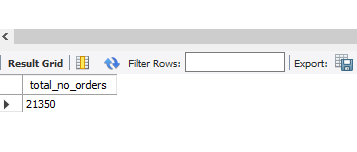 Result Grid Filter Rows: Export:
total_no_orders
21350